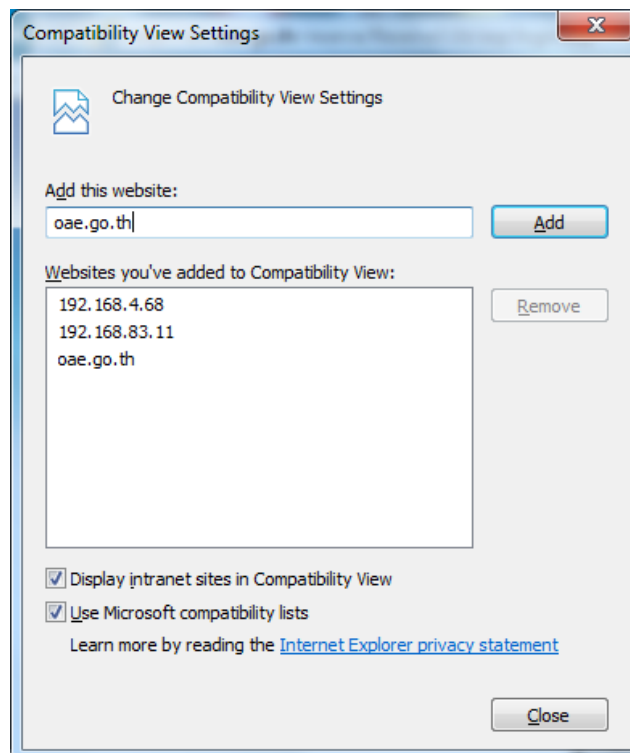 Compatibility View Settings
Change Compatibility View Settings
Add this website:
oae.go.th
Add
Websites you've added to Compatibility View:
192.168.4.68
192.168.83.11
oae.go.th
Remove
Display intranet sites in Compatibility View
Use Microsoft compatibility lists
Learn more by reading the Internet Explorer privacy statement
Close